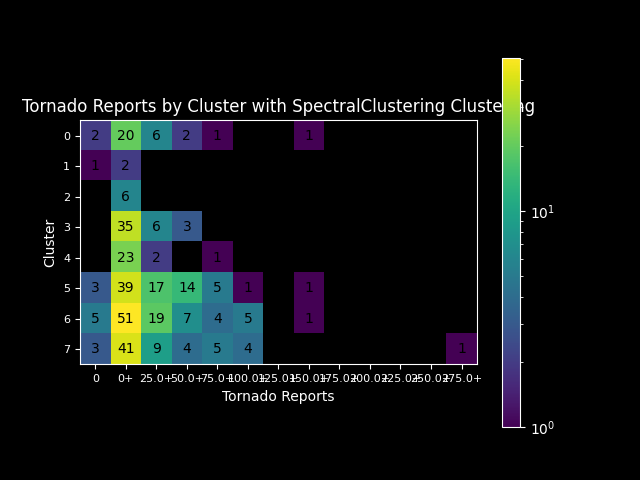 Tornado Reports by Cluster with SpectralClustering Clustering
0 2 20 6 2 1 1
1 1 2
2 6
3 35 6 3
4 23 2 1
5 3 39 17 14 5 1 1
6 5 51 19 7 4 5 1
7 3 41 9 4 5 4 1
Cluster
0 0+ 25.0+ 50.0+ 75.0+ 100.0+ 125.0+ 150.0+ 175.0+ 200.0+ 225.0+ 250.0+ 275.0+
Tornado Reports
10¹
10⁰